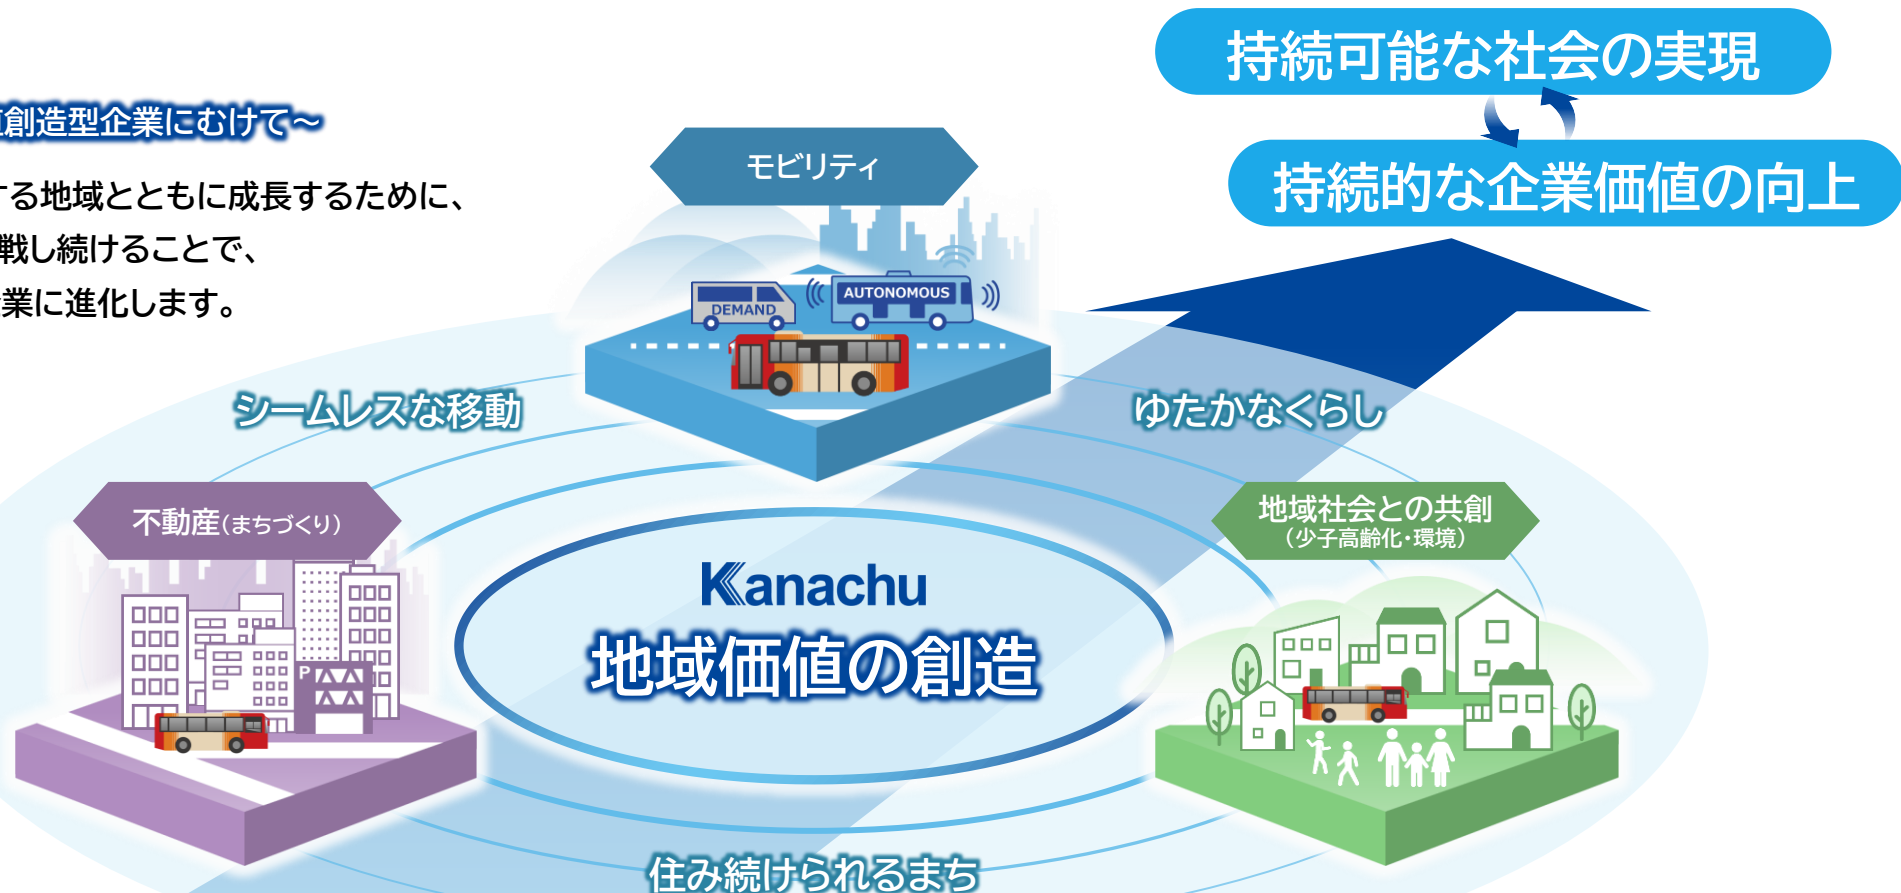 持続可能な社会の実現
持続的な企業価値の向上
創造型企業にむけて～
する地域とともに成長するために、
戦し続けることで、
業に進化します。
モビリティ
DEMAND
AUTONOMOUS
シームレスな移動
ゆたかなくらし
不動産(まちづくり)
地域社会との共創
（少子高齢化・環境）
P
Kanachu
地域価値の創造
住み続けられるまち